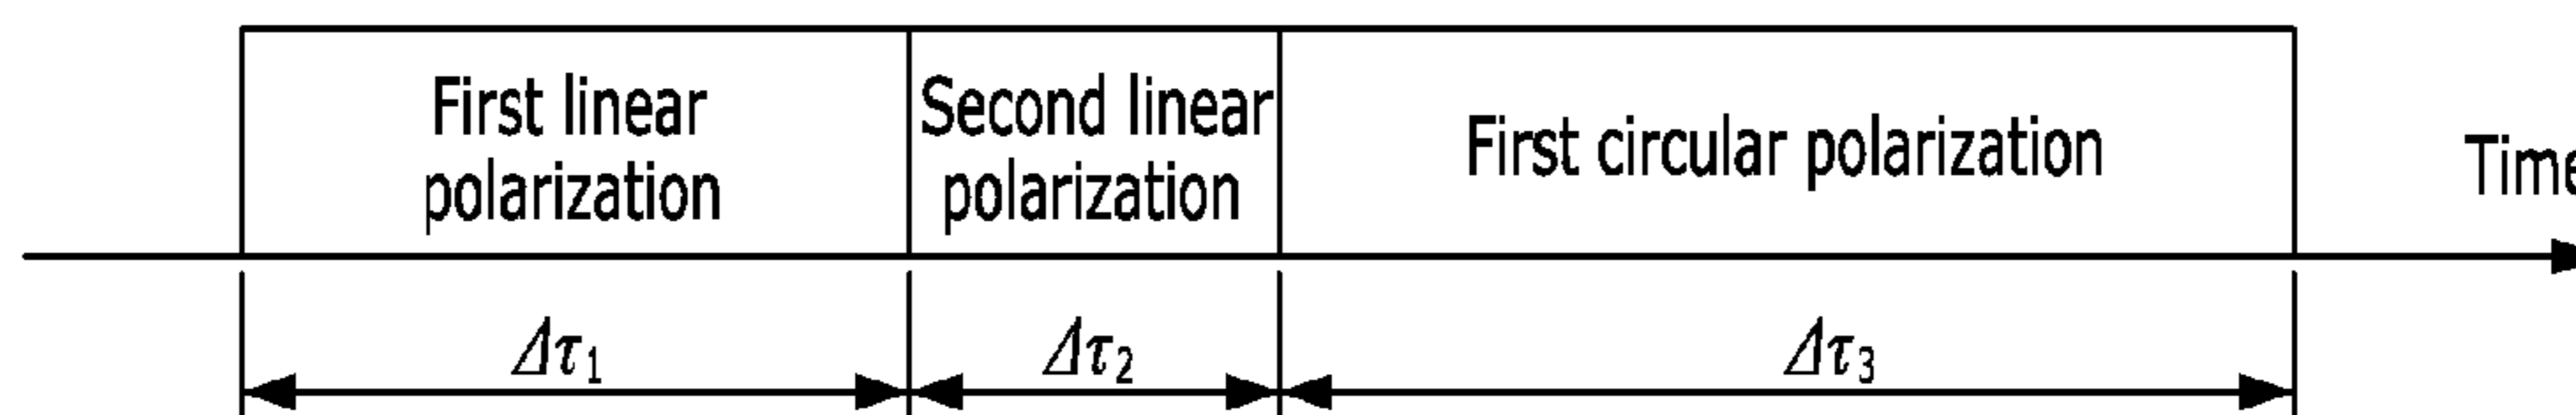 First linear
polarization
Second linear
polarization
First circular polarization
Time
Δτ1
Δτ2
Δτ3